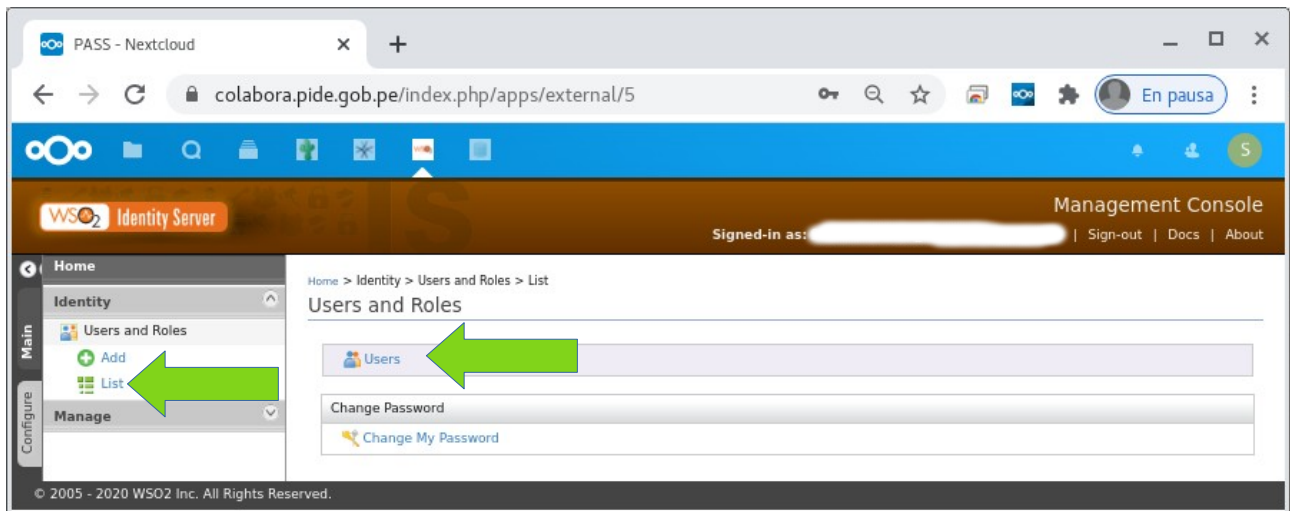 PASS - Nextcloud
colabora.pide.gob.pe/index.php/apps/external/5
En pausa
S
WSO2 Identity Server
IS
Management Console
Signed-in as: | Sign-out | Docs | About
Home
Home > Identity > Users and Roles > List
Identity
Users and Roles
Users and Roles
Main
Add
Users
List
Configure
Manage
Change Password
Change My Password
© 2005 - 2020 WSO2 Inc. All Rights Reserved.